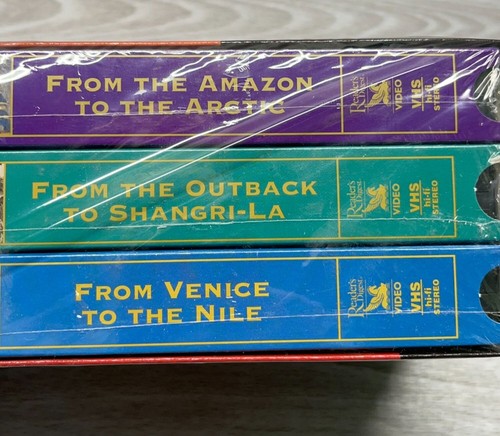 FROM THE AMAZON
TO THE ARCTIC
Reader's
Digest
VIDEO
VHS
hi-fi
STEREO
FROM THE OUTBACK
TO SHANGRI-LA
Reader's
Digest
VIDEO
VHS
hi-fi
STEREO
FROM VENICE
TO THE NILE
Reader's
Digest
VIDEO
VHS
hi-fi
STEREO